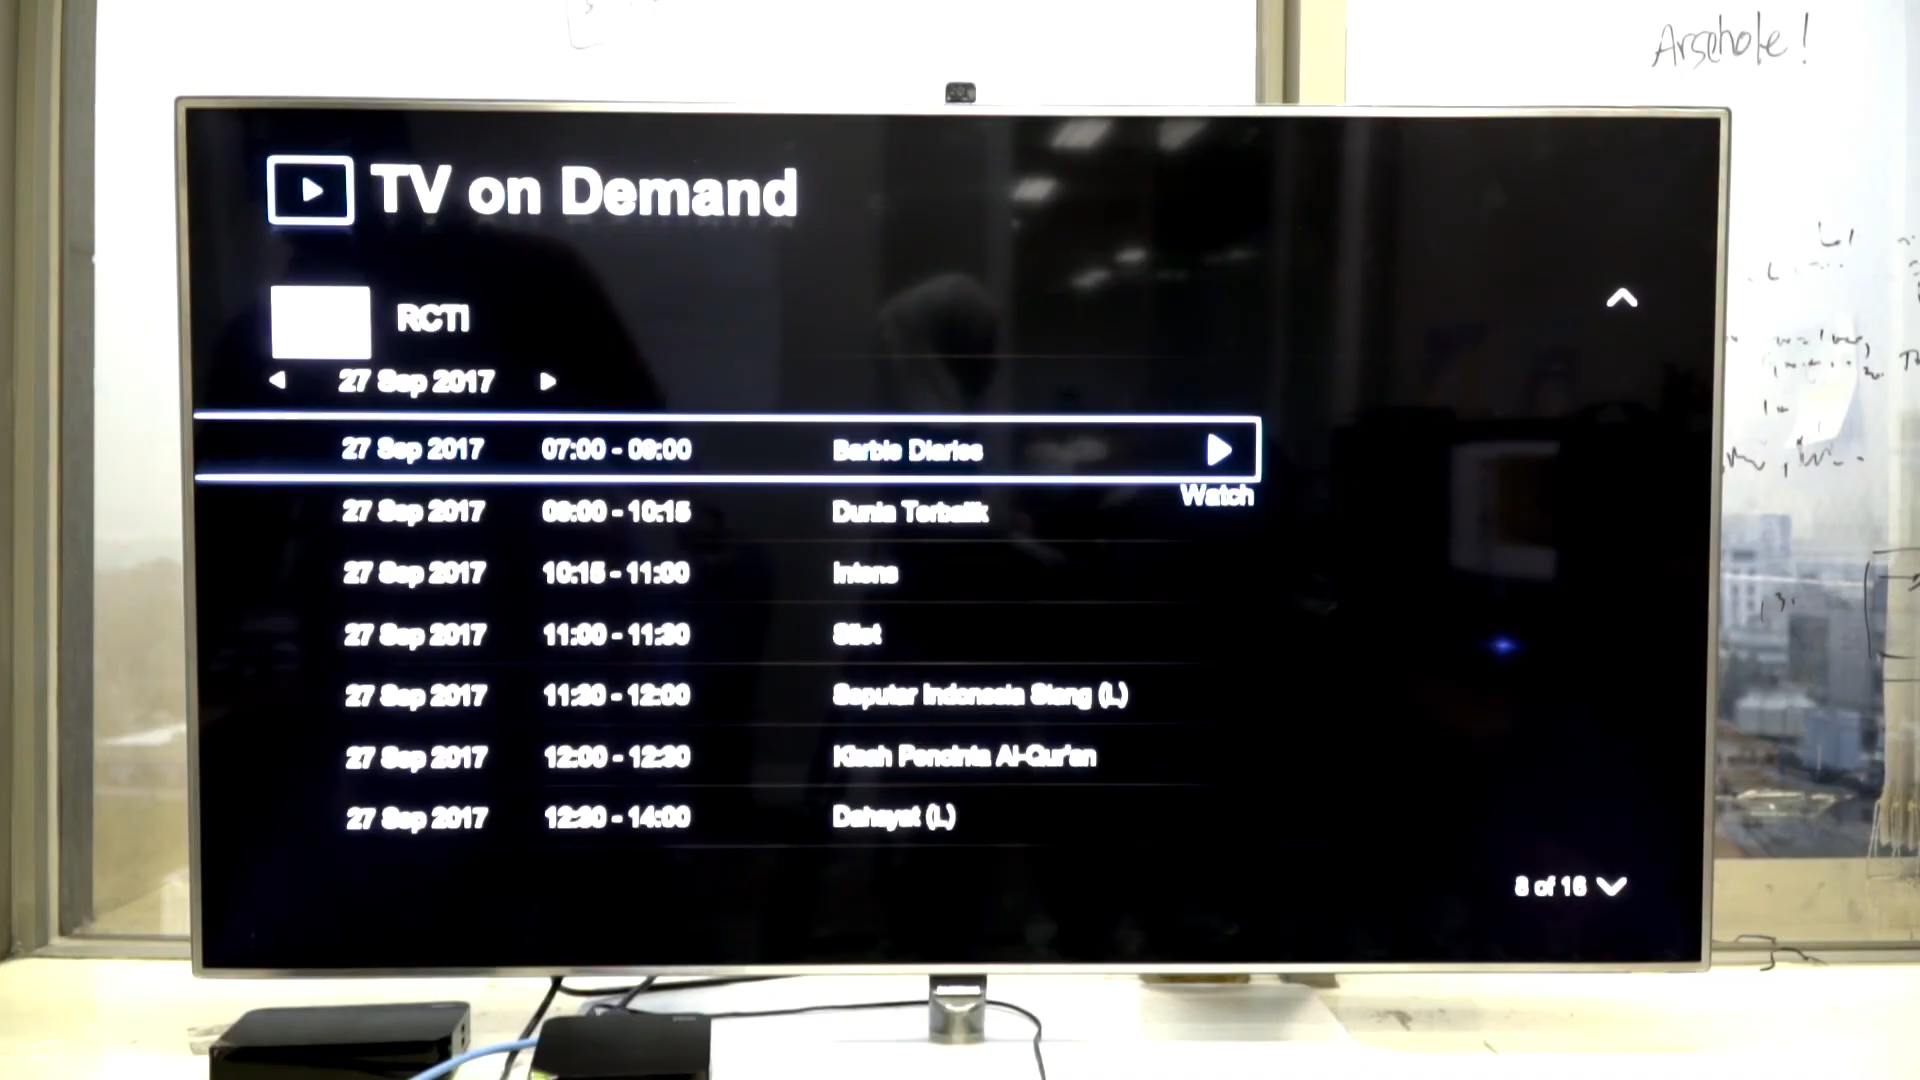 Arsehole!
TV on Demand
RCTI
27 Sep 2017
27 Sep 2017 07:00 - 09:00 Barbie Diaries
Watch
27 Sep 2017 09:00 - 10:15 Dunia Terbalik
27 Sep 2017 10:15 - 11:00 Intens
27 Sep 2017 11:00 - 11:30 Silet
27 Sep 2017 11:30 - 12:00 Seputar Indonesia Siang (L)
27 Sep 2017 12:00 - 12:30 Kisah Pencinta Al-Qur'an
27 Sep 2017 12:30 - 14:00 Dahsyat (L)
8 of 16